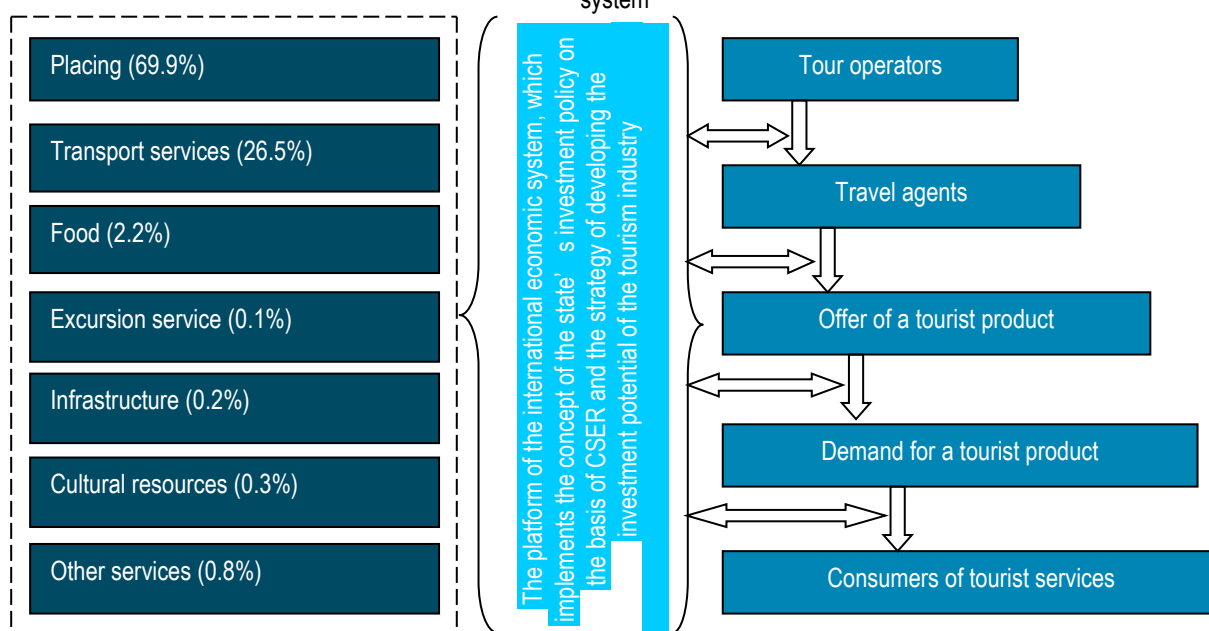 system
Placing (69.9%)
Transport services (26.5%)
Food (2.2%)
Excursion service (0.1%)
Infrastructure (0.2%)
Cultural resources (0.3%)
Other services (0.8%)
The platform of the international economic system, which
implements the concept of the state’ s investment policy on
the basis of CSER and the strategy of developing the
investment potential of the tourism industry
Tour operators
Travel agents
Offer of a tourist product
Demand for a tourist product
Consumers of tourist services